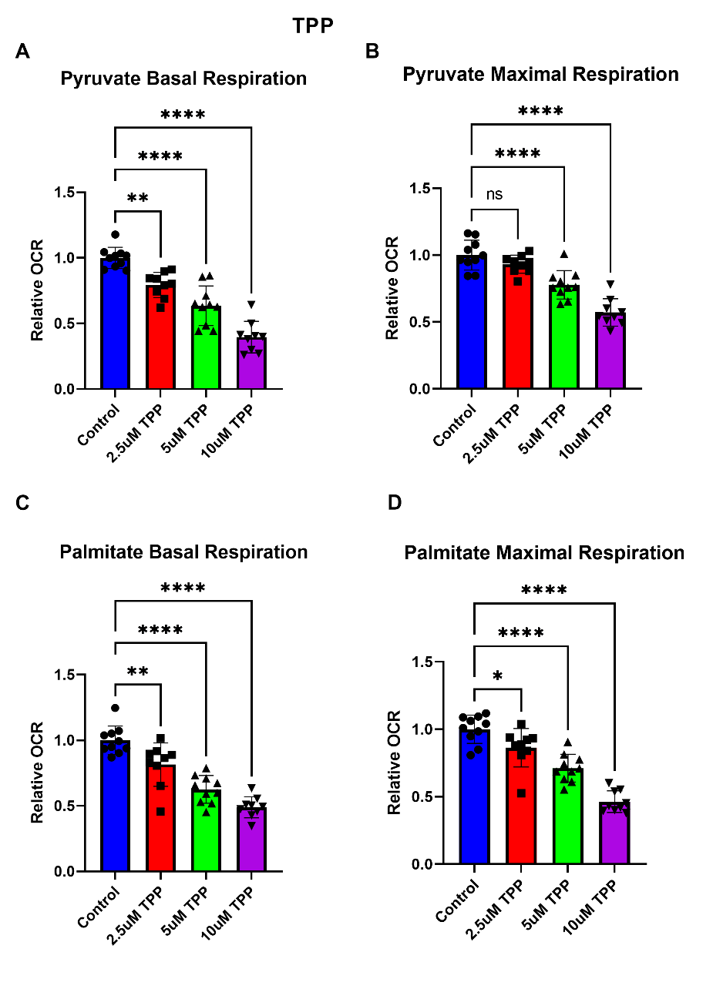 TPP
A
Pyruvate Basal Respiration
****
****
**
1.5
1.0
0.5
0.0
Relative OCR
Control
2.5uM TPP
5uM TPP
10uM TPP
B
Pyruvate Maximal Respiration
****
****
ns
1.5
1.0
0.5
0.0
Relative OCR
Control
2.5uM TPP
5uM TPP
10uM TPP
C
Palmitate Basal Respiration
****
****
**
1.5
1.0
0.5
0.0
Relative OCR
Control
2.5uM TPP
5uM TPP
10uM TPP
D
Palmitate Maximal Respiration
****
****
*
1.5
1.0
0.5
0.0
Relative OCR
Control
2.5uM TPP
5uM TPP
10uM TPP